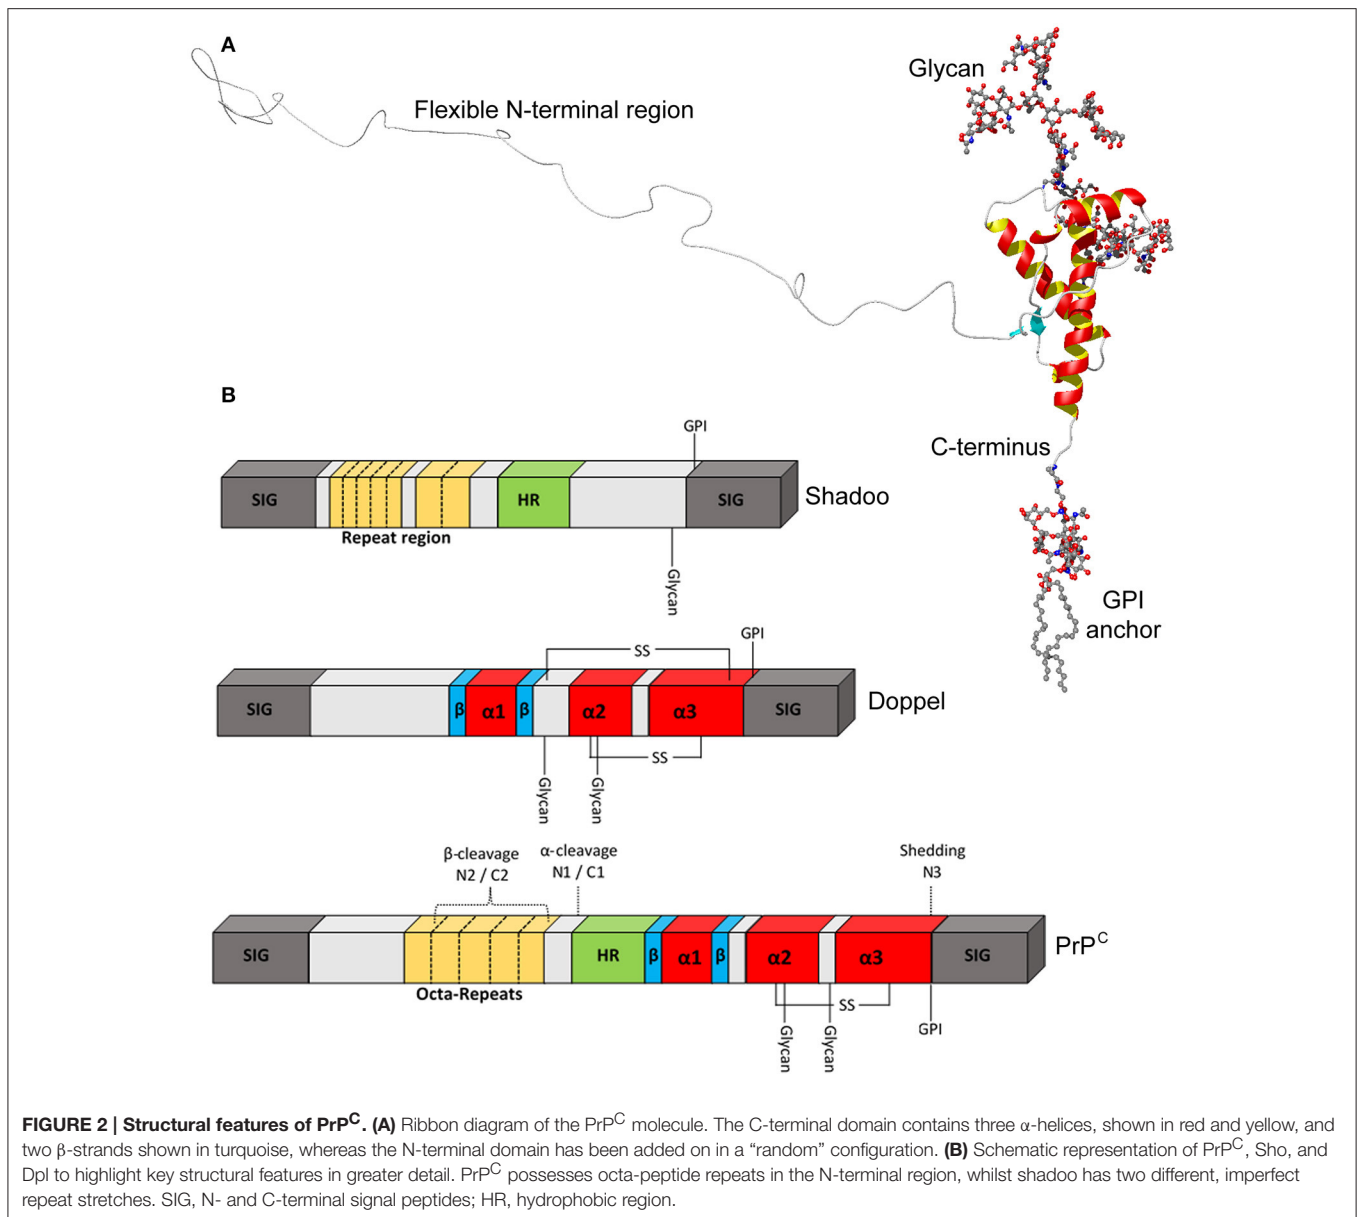 A
Flexible N-terminal region
Glycan
C-terminus
GPI
anchor
B
GPI
SIG
HR
SIG
Shadoo
Repeat region
Glycan
SS
GPI
SIG
β
α1
β
α2
α3
SIG
Doppel
SS
Glycan
Glycan
β-cleavage
N2 / C2
α-cleavage
N1 / C1
Shedding
N3
SIG
HR
β
α1
β
α2
α3
SIG
PrPC
Octa-Repeats
SS
Glycan
Glycan
GPI
FIGURE 2 | Structural features of PrPC. (A) Ribbon diagram of the PrPC molecule. The C-terminal domain contains three α-helices, shown in red and yellow, and
two β-strands shown in turquoise, whereas the N-terminal domain has been added on in a “random” configuration. (B) Schematic representation of PrPC, Sho, and
Dpl to highlight key structural features in greater detail. PrPC possesses octa-peptide repeats in the N-terminal region, whilst shadoo has two different, imperfect
repeat stretches. SIG, N- and C-terminal signal peptides; HR, hydrophobic region.